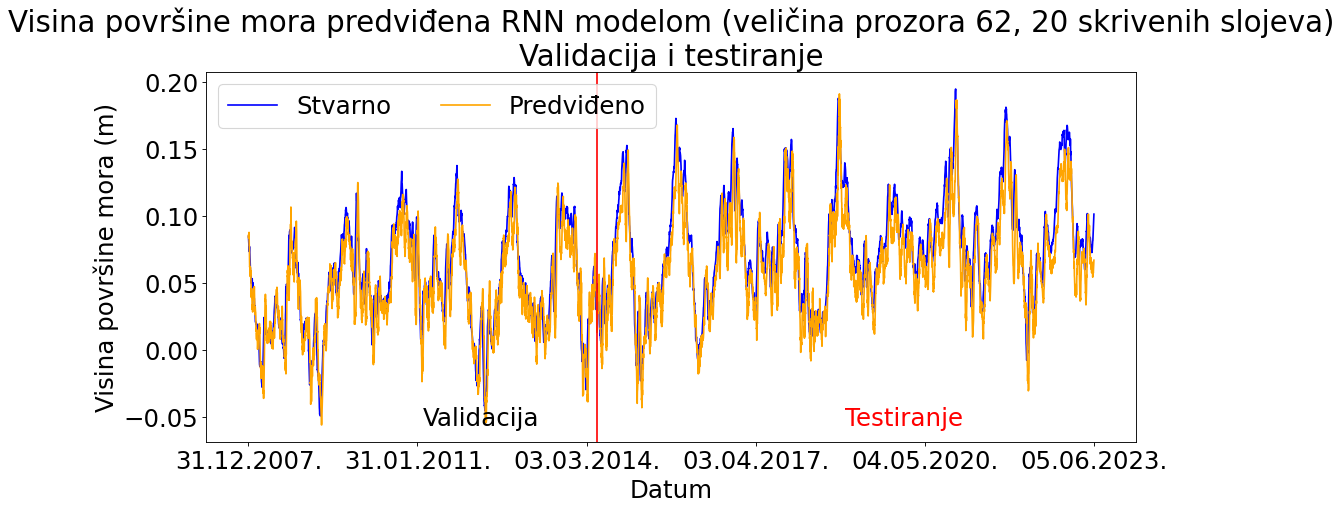 Visina površine mora predviđena RNN modelom (veličina prozora 62, 20 skrivenih slojeva)
Validacija i testiranje
Stvarno
Predviđeno
Visina površine mora (m)
0.20
0.15
0.10
0.05
0.00
−0.05
Validacija
Testiranje
31.12.2007.
31.01.2011.
03.03.2014.
03.04.2017.
04.05.2020.
05.06.2023.
Datum